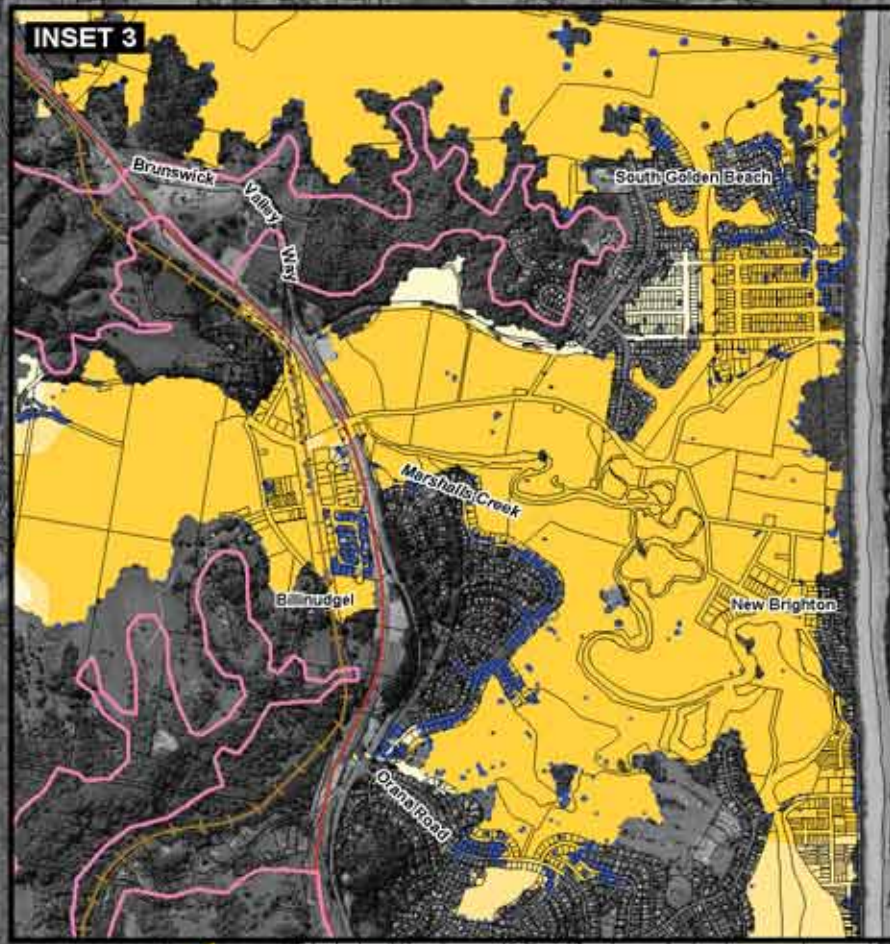 INSET 3
Brunswick
Valley
Way
South Golden Beach
Marshalls Creek
Billinudgel
New Brighton
Orana Road